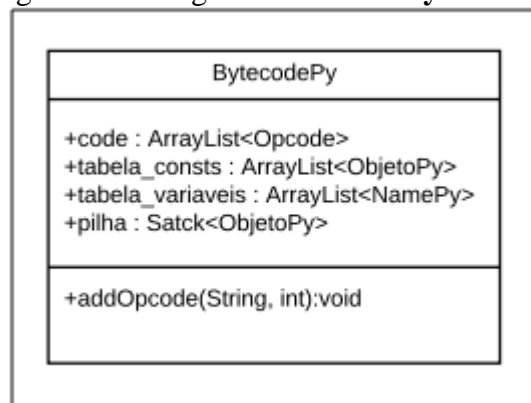 BytecodePy
+code : ArrayList<Opcode>
+tabela_consts : ArrayList<ObjetoPy>
+tabela_variaveis : ArrayList<NamePy>
+pilha : Satck<ObjetoPy>
+addOpcode(String, int):void